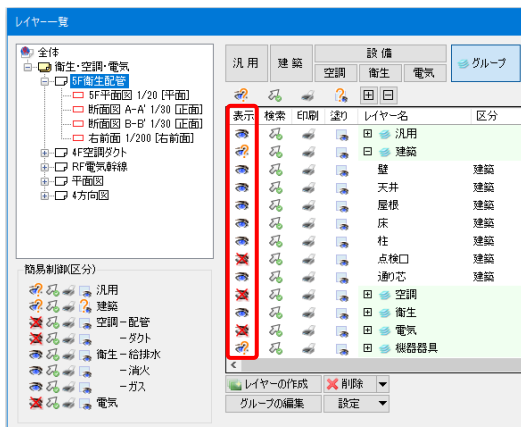 レイヤー一覧
全体
衛生・空調・電気
5F衛生配管
5F平面図 1/20 [平面]
断面図 A-A' 1/30 [正面]
断面図 B-B' 1/30 [正面]
右前面 1/200 [右前面]
4F空調ダクト
RF電気幹線
平面図
4方向図
簡易制御(区分)
汎用
建築
空調－配管
－ダクト
衛生－給排水
－消火
－ガス
電気
汎用 建築 設備 グループ
空調 衛生 電気
表示 検索 印刷 塗り レイヤー名 区分
汎用
建築
壁 建築
天井 建築
屋根 建築
床 建築
柱 建築
点検口 建築
通り芯 建築
空調
衛生
電気
機器器具
レイヤーの作成 削除
グループの編集 設定